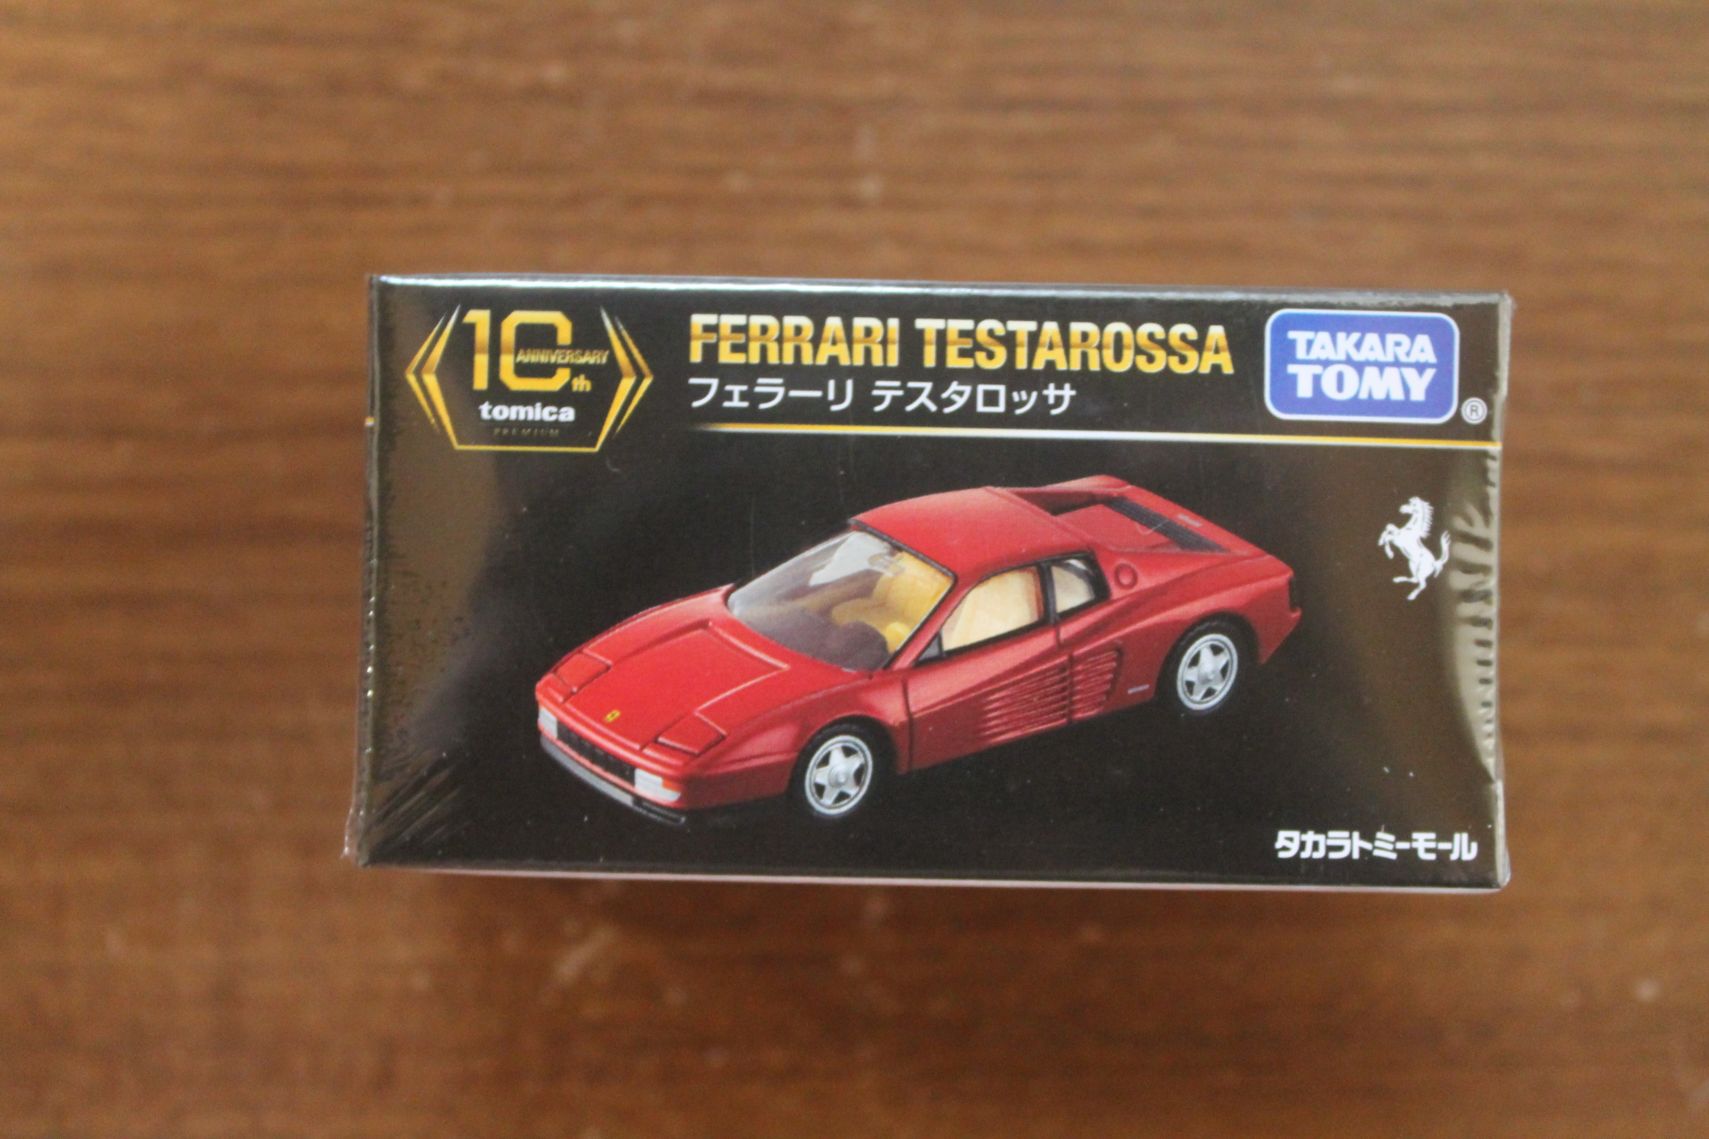 10th
ANNIVERSARY
tomica
PREMIUM
FERRARI TESTAROSSA
フェラーリ テスタロッサ
TAKARA
TOMY
®
タカラトミーモール